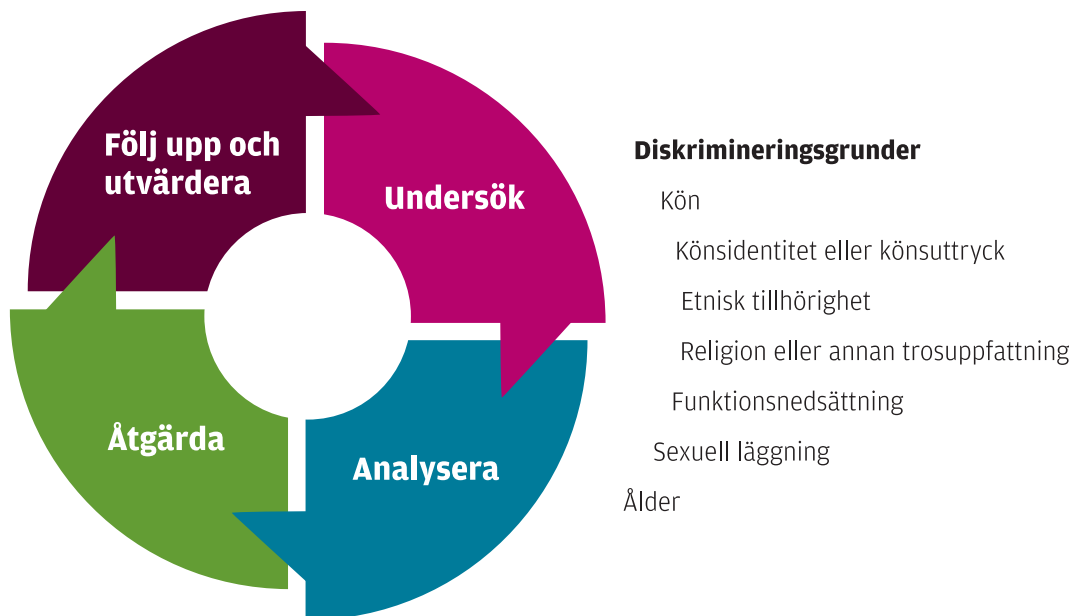 Följ upp och
utvärdera
Undersök
Åtgärda
Analysera
Diskrimineringsgrunder
Kön
Könsidentitet eller könsuttryck
Etnisk tillhörighet
Religion eller annan trosuppfattning
Funktionsnedsättning
Sexuell läggning
Ålder